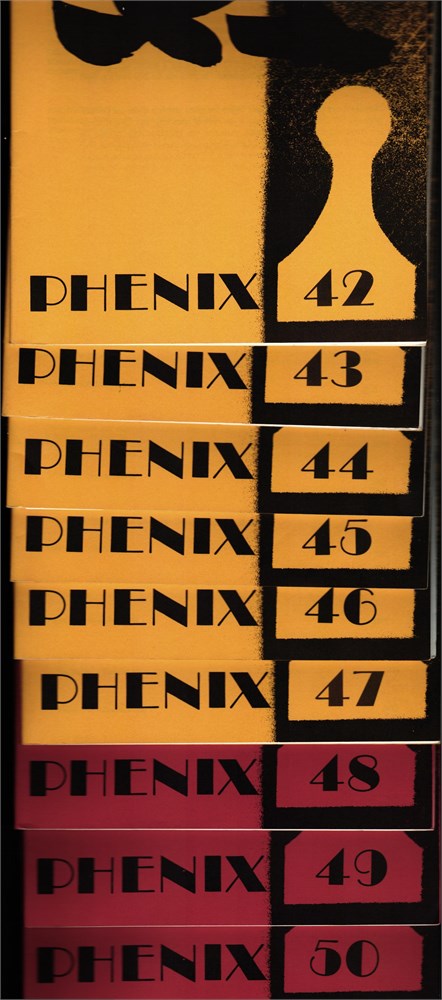 PHENIX 42
PHENIX 43
PHENIX 44
PHENIX 45
PHENIX 46
PHENIX 47
PHENIX 48
PHENIX 49
PHENIX 50